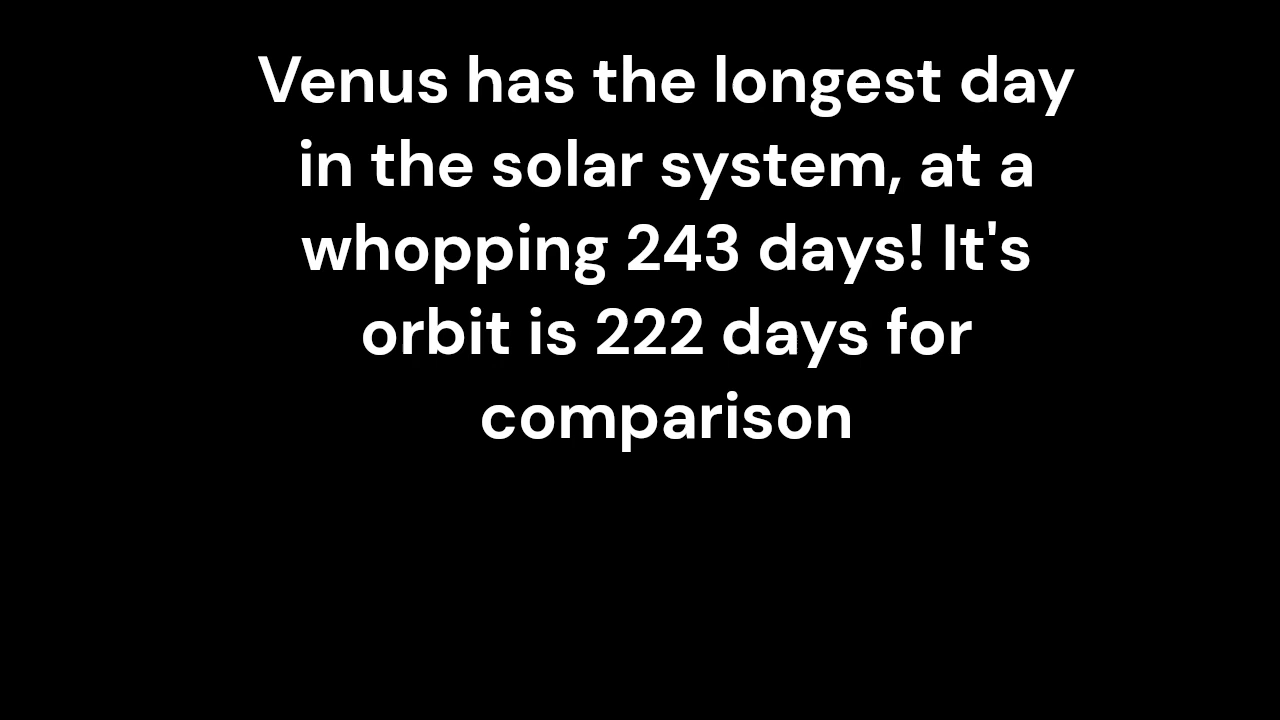 Venus has the longest day
in the solar system, at a
whopping 243 days! It's
orbit is 222 days for
comparison